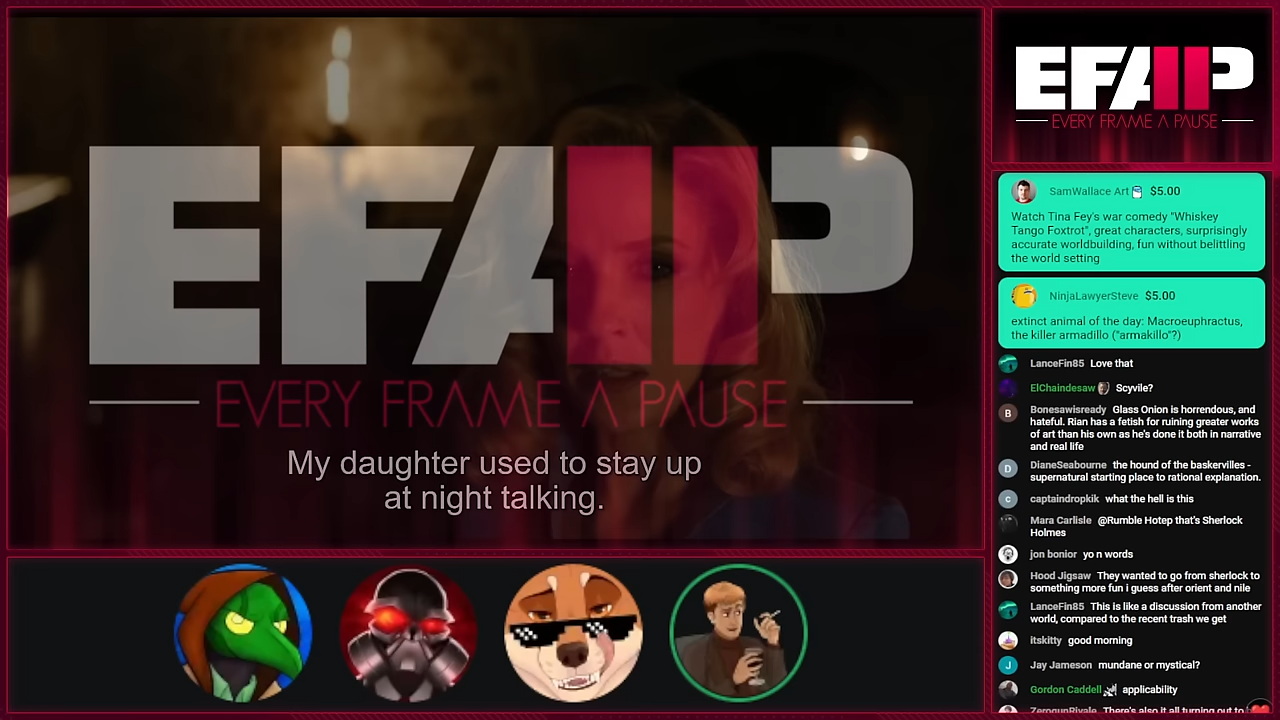 EFAP
EVERY FRAME A PAUSE
My daughter used to stay up
at night talking.
EFAP
EVERY FRAME A PAUSE
SamWallace Art $5.00
Watch Tina Fey's war comedy "Whiskey
Tango Foxtrot", great characters, surprisingly
accurate worldbuilding, fun without belittling
the world setting
NinjaLawyerSteve $5.00
extinct animal of the day: Macroeuphractus,
the killer armadillo ("armakillo"?)
LanceFin85 Love that
ElChaindesaw Scyvile?
B
Bonesawisready Glass Onion is horrendous, and
hateful. Rian has a fetish for ruining greater works
of art than his own as he's done it both in narrative
and real life
D
DianeSeabourne the hound of the baskervilles -
supernatural starting place to rational explanation.
c
captaindropkik what the hell is this
Mara Carlisle @Rumble Hotep that's Sherlock
Holmes
jon bonior yo n words
Hood Jigsaw They wanted to go from sherlock to
something more fun i guess after orient and nile
LanceFin85 This is like a discussion from another
world, compared to the recent trash we get
itskitty good morning
J
Jay Jameson mundane or mystical?
Gordon Caddell applicability
There's also it all turning out to